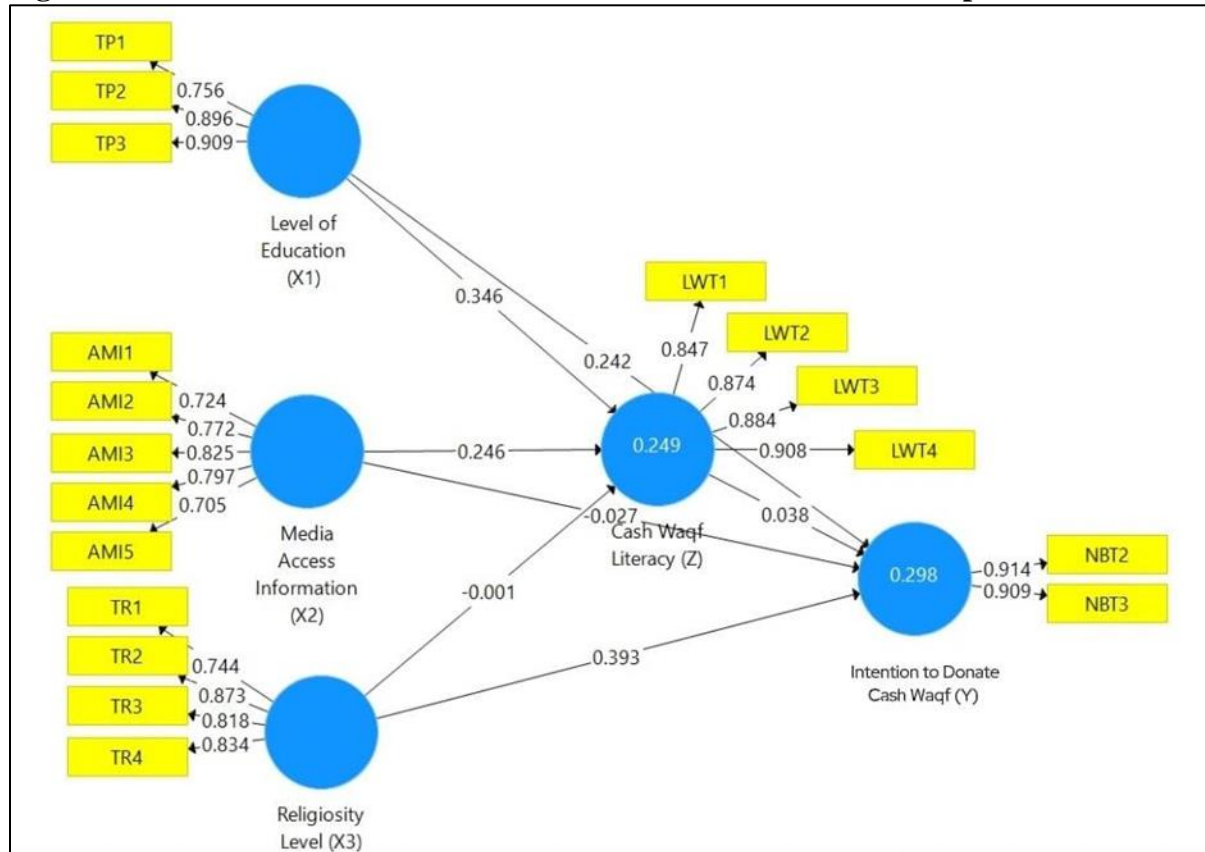 TP1
TP2
TP3
0.756
0.896
0.909
Level of
Education
(X1)
0.346
0.242
AMI1
AMI2
AMI3
AMI4
AMI5
0.724
0.772
0.825
0.797
0.705
Media
Access
Information
(X2)
0.246
-0.027
LWT1
LWT2
LWT3
LWT4
0.847
0.874
0.884
0.908
0.249
Cash Waqf
Literacy (Z)
0.038
TR1
TR2
TR3
TR4
0.744
0.873
0.818
0.834
Religiosity
Level (X3)
-0.001
0.393
0.298
0.914
0.909
NBT2
NBT3
Intention to Donate
Cash Waqf (Y)